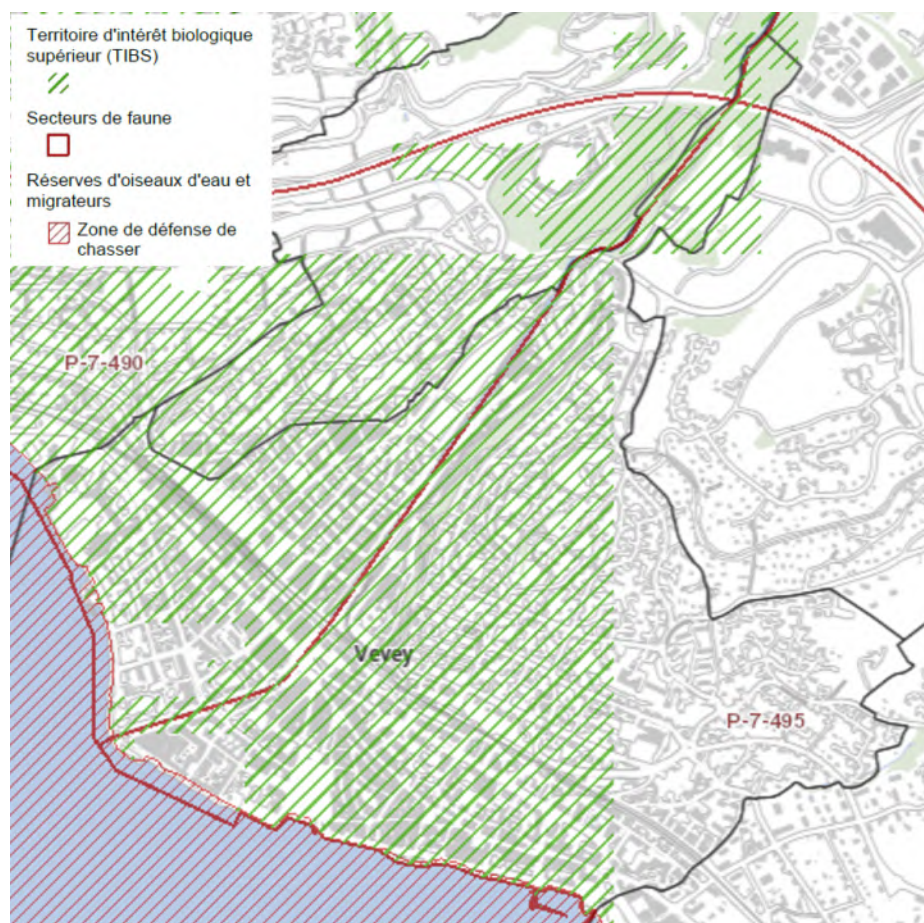 Territoire d'intérêt biologique
supérieur (TIBS)
Secteurs de faune
Réserves d'oiseaux d'eau et
migrateurs
Zone de défense de
chasser
P-7-490
Vevey
P-7-495